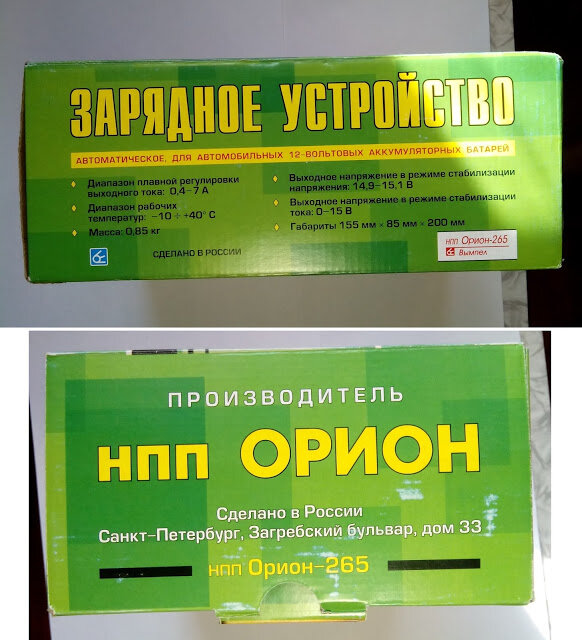 ЗАРЯДНОЕ УСТРОЙСТВО
АВТОМАТИЧЕСКОЕ, ДЛЯ АВТОМОБИЛЬНЫХ 12-ВОЛЬТОВЫХ АККУМУЛЯТОРНЫХ БАТАРЕЙ
Диапазон плавной регулировки
выходного тока: 0,4–7 А
Диапазон рабочих
температур: –10 ÷ +40° С
Масса: 0,85 кг
Выходное напряжение в режиме стабилизации
напряжения: 14,9–15,1 В
Выходное напряжение в режиме стабилизации
тока: 0–15 В
Габариты 155 мм × 85 мм × 200 мм
СДЕЛАНО В РОССИИ
НПП Орион-265
Вымпел
ПРОИЗВОДИТЕЛЬ
НПП ОРИОН
Сделано в России
Санкт–Петербург, Загребский бульвар, дом 33
НПП Орион–265